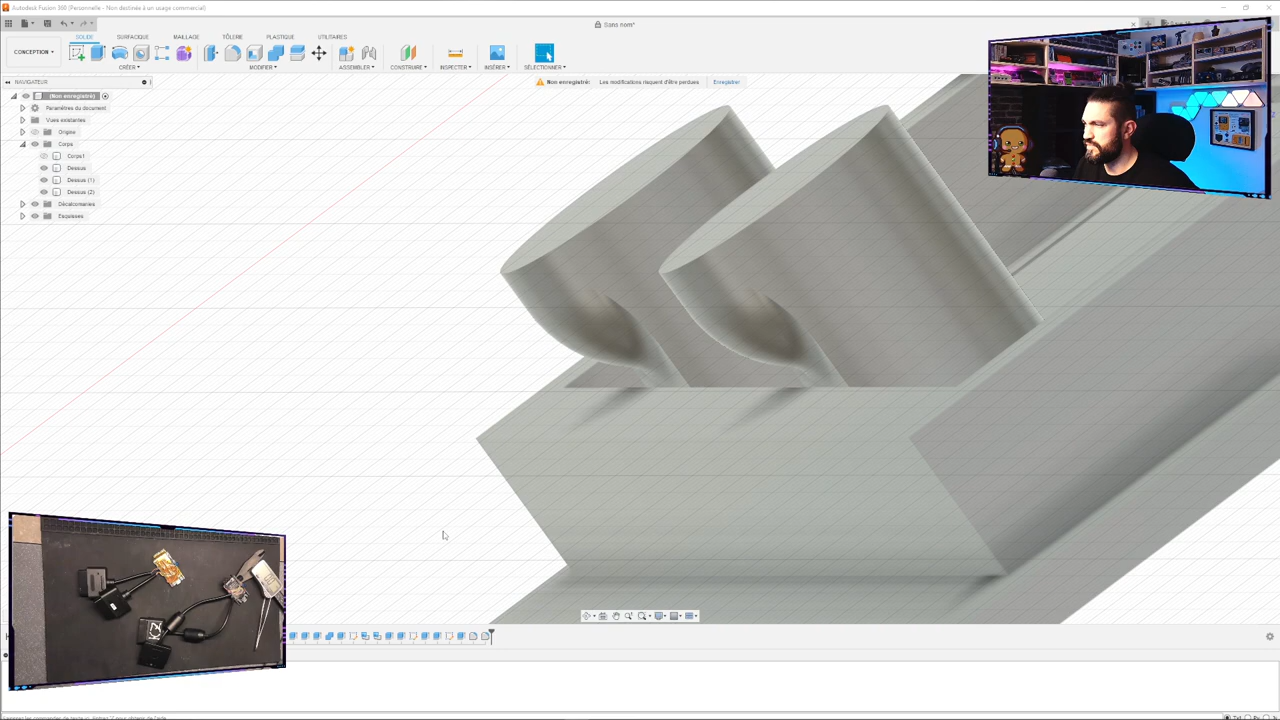 Autodesk Fusion 360 (Personnelle - Non destinée à un usage commercial)
Sans nom*
SOLIDE SURFACIQUE MAILLAGE TÔLERIE PLASTIQUE UTILITAIRES
CONCEPTION
CRÉER MODIFIER ASSEMBLER CONSTRUIRE INSPECTER INSÉRER SÉLECTIONNER
NAVIGATEUR
Non enregistré: Les modifications risquent d'être perdues Enregistrer
(Non enregistré)
Paramètres du document
Vues existantes
Origine
Corps
Corps1
Dessus
Dessus (1)
Dessus (2)
Décalcomanies
Esquisses
Txt